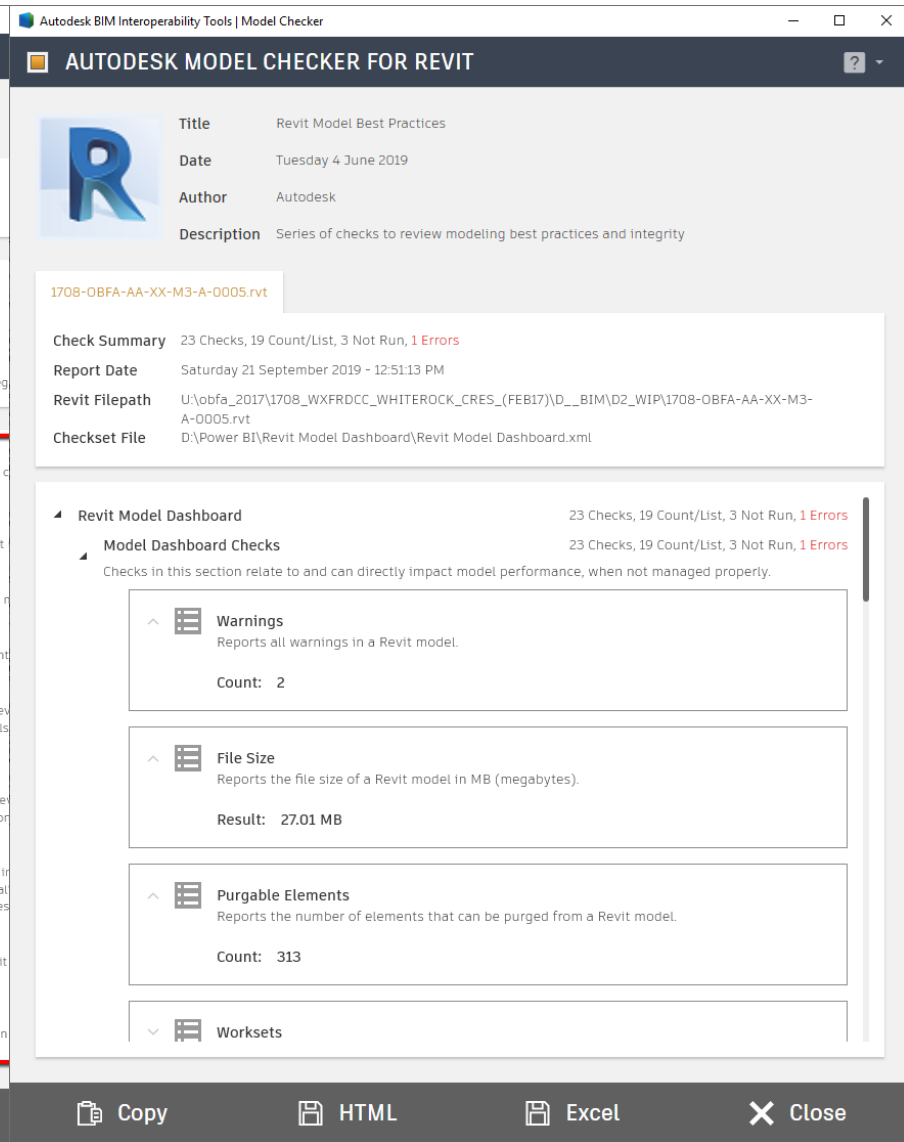 Autodesk BIM Interoperability Tools | Model Checker
AUTODESK MODEL CHECKER FOR REVIT
?
R
Title Revit Model Best Practices
Date Tuesday 4 June 2019
Author Autodesk
Description Series of checks to review modeling best practices and integrity
1708-OBFA-AA-XX-M3-A-0005.rvt
Check Summary 23 Checks, 19 Count/List, 3 Not Run, 1 Errors
Report Date Saturday 21 September 2019 - 12:51:13 PM
Revit Filepath U:\obfa_2017\1708_WXFRDCC_WHITEROCK_CRES_(FEB17)\D__BIM\D2_WIP\1708-OBFA-AA-XX-M3-
A-0005.rvt
Checkset File D:\Power BI\Revit Model Dashboard\Revit Model Dashboard.xml
Revit Model Dashboard 23 Checks, 19 Count/List, 3 Not Run, 1 Errors
Model Dashboard Checks 23 Checks, 19 Count/List, 3 Not Run, 1 Errors
Checks in this section relate to and can directly impact model performance, when not managed properly.
Warnings
Reports all warnings in a Revit model.
Count: 2
File Size
Reports the file size of a Revit model in MB (megabytes).
Result: 27.01 MB
Purgable Elements
Reports the number of elements that can be purged from a Revit model.
Count: 313
Worksets
Copy HTML Excel Close